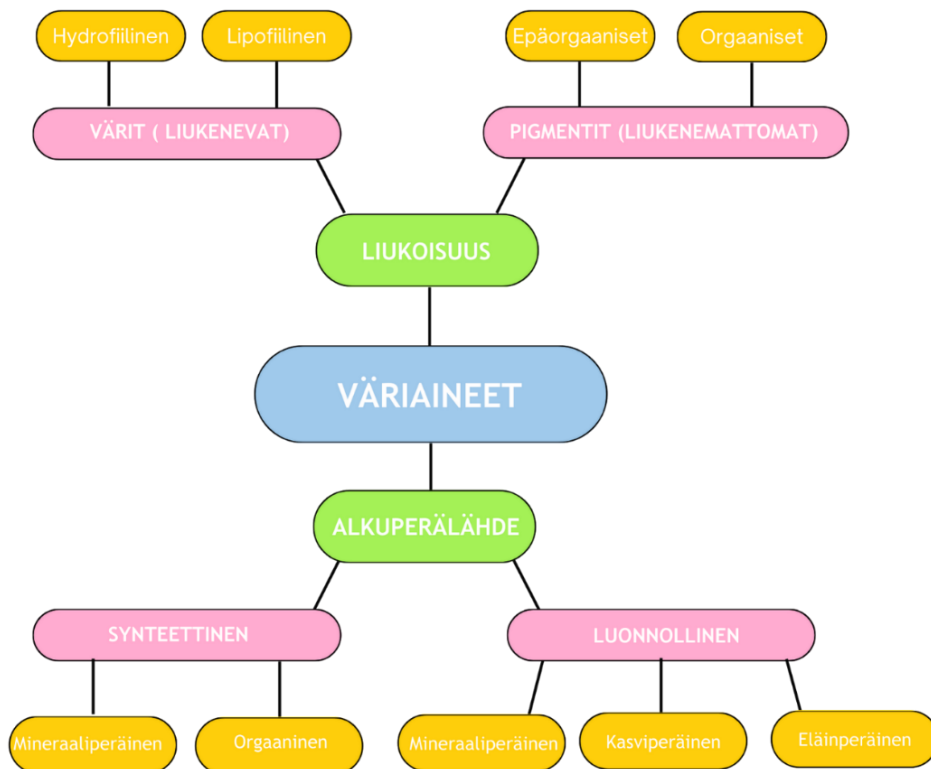 Hydrofiilinen
Lipofiilinen
Epäorgaaniset
Orgaaniset
VÄRIT ( LIUKENEVAT)
PIGMENTIT (LIUKENEMATTOMAT)
LIUKOISUUS
VÄRIAINEET
ALKUPERÄLÄHDE
SYNTEETTINEN
LUONNOLLINEN
Mineraaliperäinen
Orgaaninen
Mineraaliperäinen
Kasviperäinen
Eläinperäinen